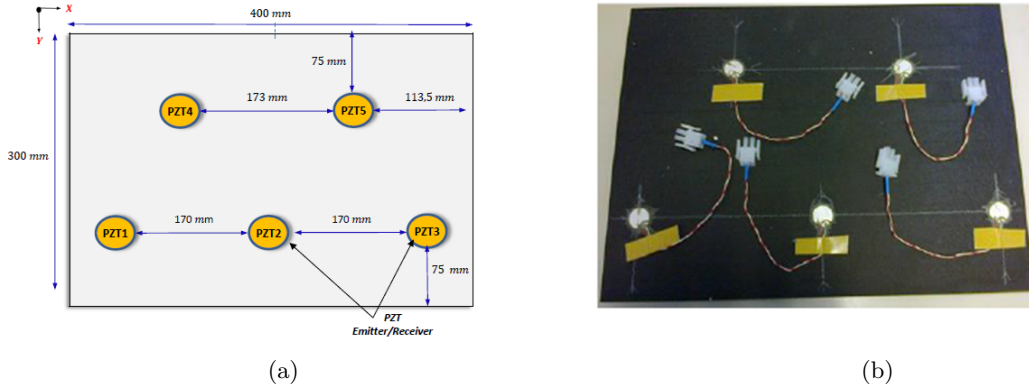 400 mm
X
Y
75 mm
173 mm
113,5 mm
PZT4
PZT5
300 mm
170 mm
170 mm
PZT1
PZT2
PZT3
75 mm
PZT
Emitter/Receiver
(a)
(b)